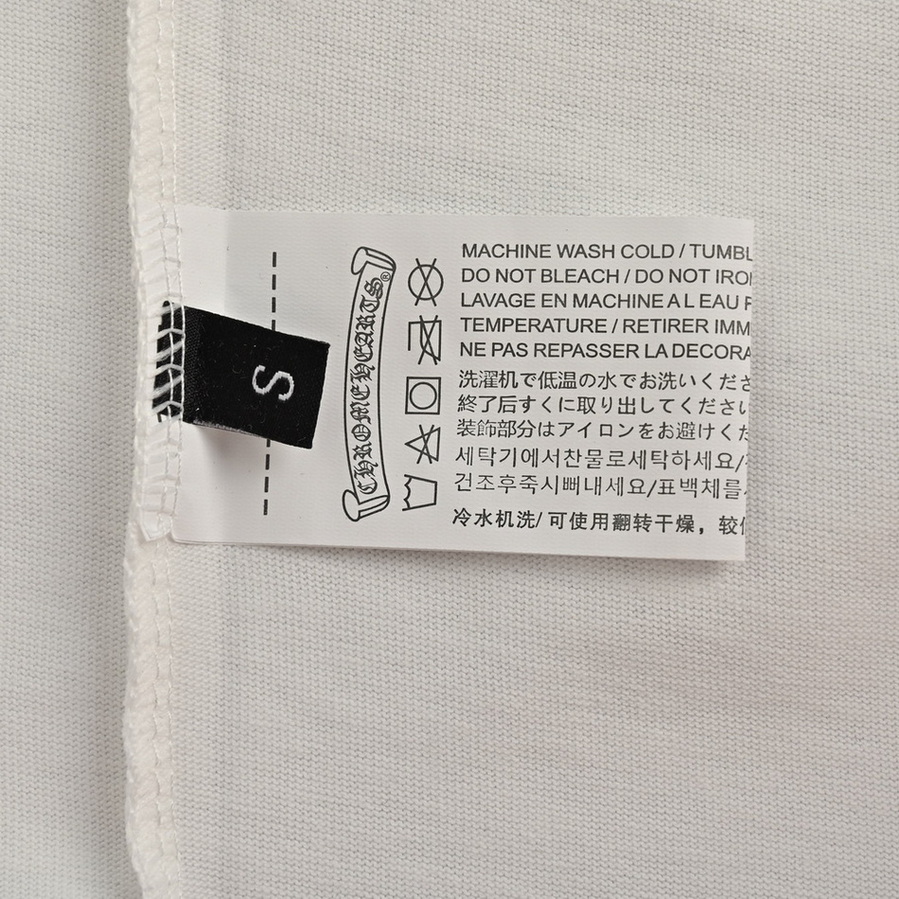 S
CHROME HEARTS®
MACHINE WASH COLD / TUMBL
DO NOT BLEACH / DO NOT IRO
LAVAGE EN MACHINE A L EAU F
TEMPERATURE / RETIRER IMM
NE PAS REPASSER LA DECORA
洗濯机で低温の水でお洗いくださ
終了后すくに取り出してください
装飾部分はアイロンをお避けくだ
세탁기에서찬물로세탁하세요/
건조후죽시빼내세요/표백체를
冷水机洗/ 可使用翻转干燥，较